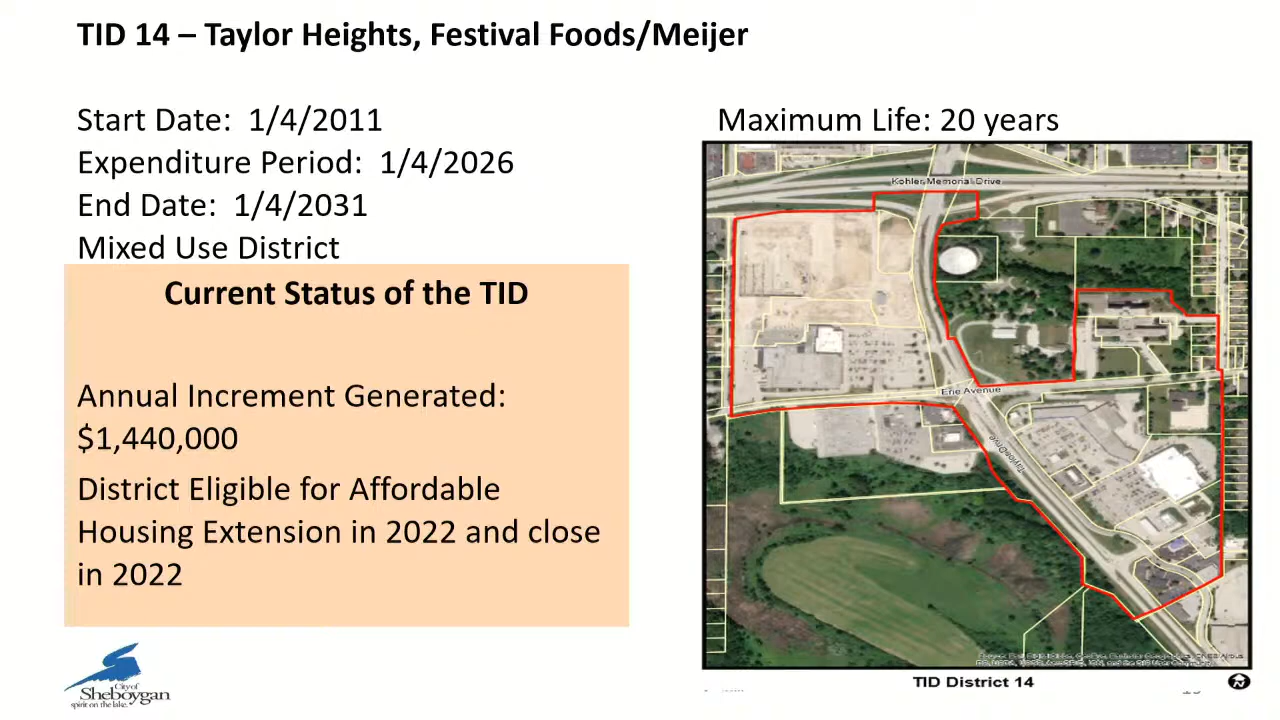 TID 14 – Taylor Heights, Festival Foods/Meijer
Start Date: 1/4/2011
Expenditure Period: 1/4/2026
End Date: 1/4/2031
Mixed Use District
Current Status of the TID
Annual Increment Generated:
$1,440,000
District Eligible for Affordable
Housing Extension in 2022 and close
in 2022
City of
Sheboygan
spirit on the lake.
Maximum Life: 20 years
Kohler Memorial Drive
Erie Avenue
Taylor Drive
TID District 14